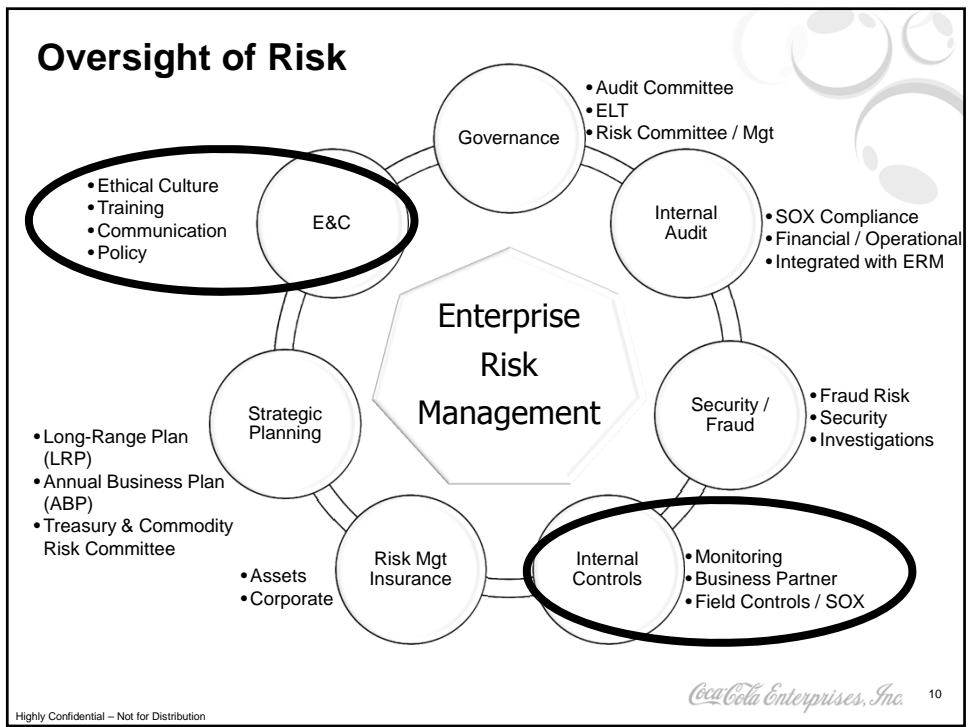 Oversight of Risk
Governance
•Audit Committee
•ELT
•Risk Committee / Mgt
•Ethical Culture
•Training
•Communication
•Policy
E&C
Internal
Audit
•SOX Compliance
•Financial / Operational
•Integrated with ERM
Enterprise
Risk
Management
Strategic
Planning
•Long-Range Plan
(LRP)
•Annual Business Plan
(ABP)
•Treasury & Commodity
Risk Committee
Security /
Fraud
•Fraud Risk
•Security
•Investigations
•Assets
•Corporate
Risk Mgt
Insurance
Internal
Controls
•Monitoring
•Business Partner
•Field Controls / SOX
Coca-Cola Enterprises, Inc.
10
Highly Confidential – Not for Distribution